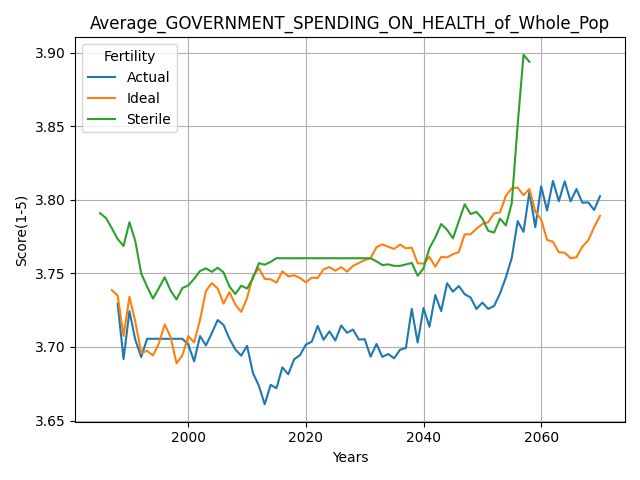 Average_GOVERNMENT_SPENDING_ON_HEALTH_of_Whole_Pop
Fertility
Actual
Ideal
Sterile
Score(1-5)
3.90
3.85
3.80
3.75
3.70
3.65
2000 2020 2040 2060
Years